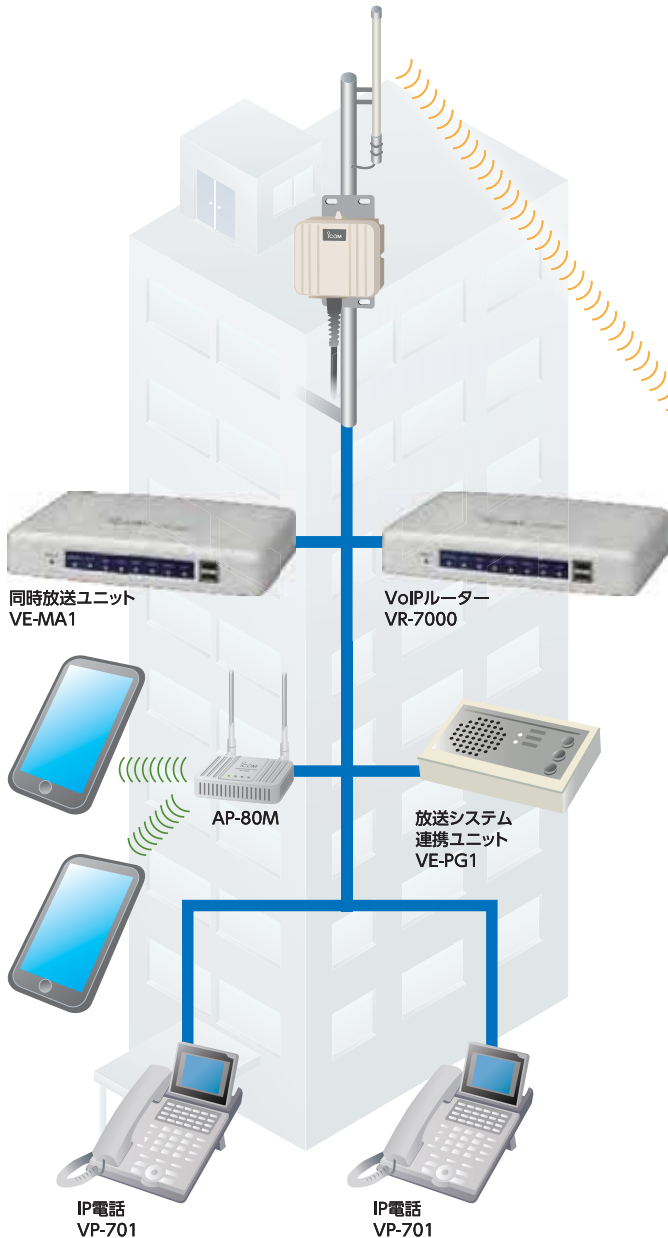 ICOM
同時放送ユニット
VE-MA1
VoIPルーター
VR-7000
AP-80M
放送システム
連携ユニット
VE-PG1
IP電話
VP-701
IP電話
VP-701